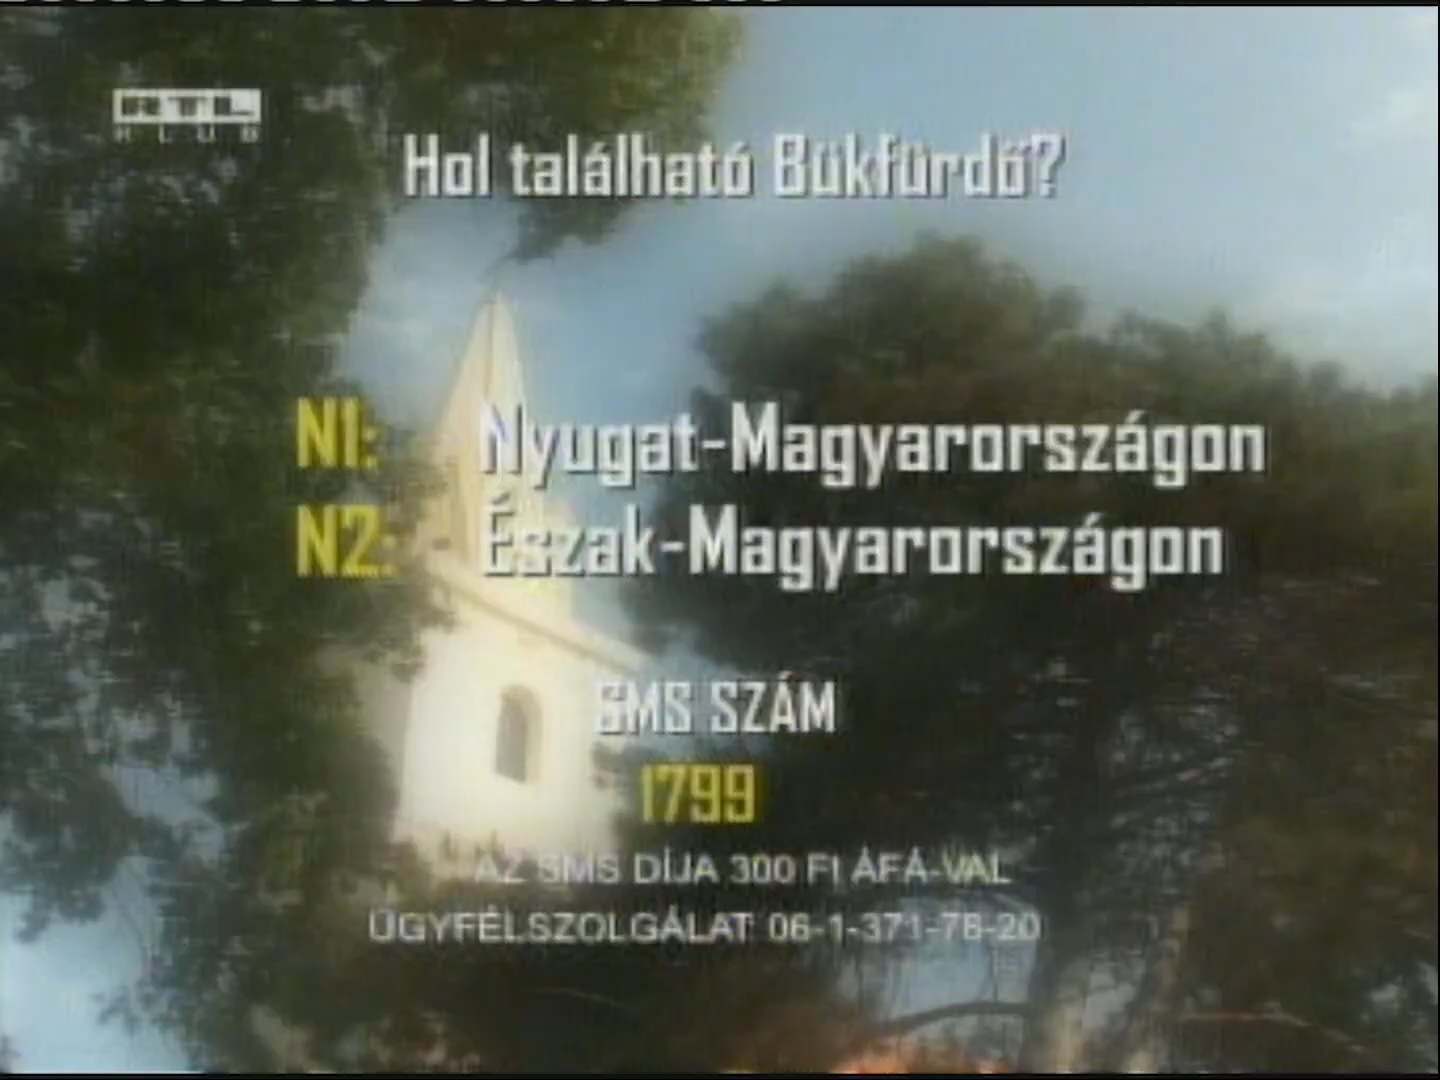 RTL
KLUB
Hol található Bükfürdő?
N1: Nyugat-Magyarországon
N2: Észak-Magyarországon
SMS SZÁM
1799
AZ SMS DÍJA 300 Ft ÁFÁ-VAL
ÜGYFÉLSZOLGÁLAT 06-1-371-78-20